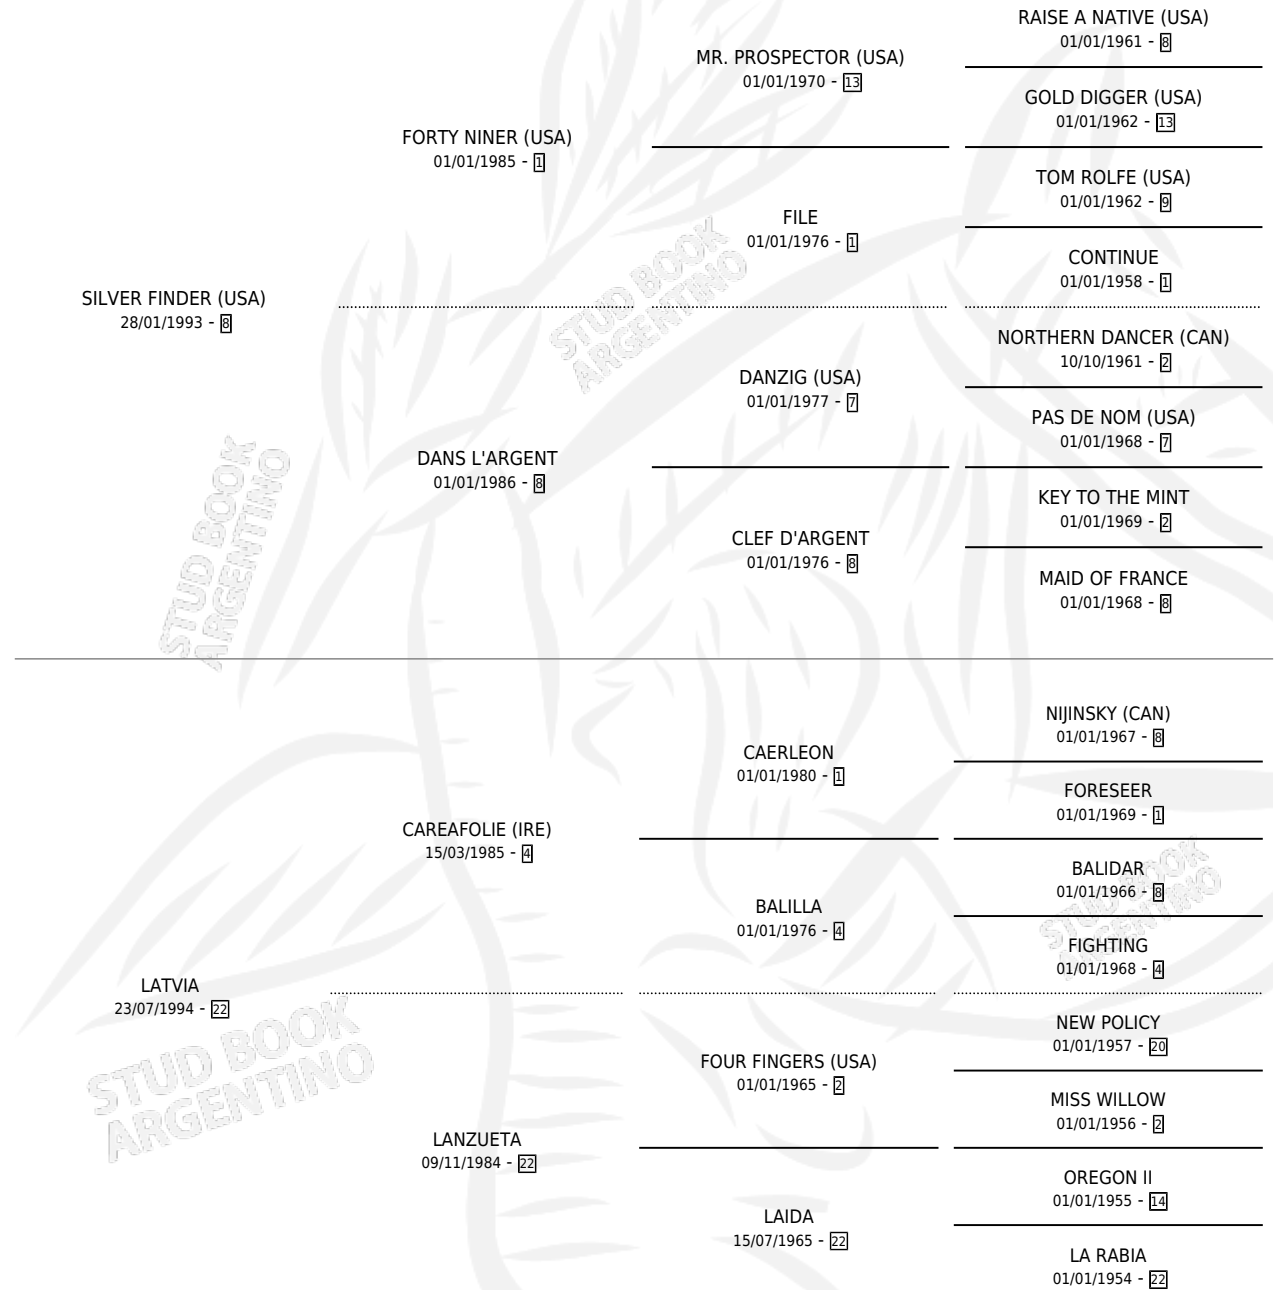 RAISE A NATIVE (USA)
01/01/1961 - 8
MR. PROSPECTOR (USA)
01/01/1970 - 13
GOLD DIGGER (USA)
01/01/1962 - 13
FORTY NINER (USA)
01/01/1985 - 1
TOM ROLFE (USA)
01/01/1962 - 9
FILE
01/01/1976 - 1
CONTINUE
01/01/1958 - 1
SILVER FINDER (USA)
28/01/1993 - 8
STUD BOOK
ARGENTINO
NORTHERN DANCER (CAN)
10/10/1961 - 2
DANZIG (USA)
01/01/1977 - 7
PAS DE NOM (USA)
01/01/1968 - 7
DANS L'ARGENT
01/01/1986 - 8
KEY TO THE MINT
01/01/1969 - 2
CLEF D'ARGENT
01/01/1976 - 8
MAID OF FRANCE
01/01/1968 - 8
STUD BOOK
ARGENTINO
NIJINSKY (CAN)
01/01/1967 - 8
CAERLEON
01/01/1980 - 1
FORESEER
01/01/1969 - 1
CAREAFOLIE (IRE)
15/03/1985 - 4
BALIDAR
01/01/1966 - 8
BALILLA
01/01/1976 - 4
FIGHTING
01/01/1968 - 4
STUD BOOK
ARGENTINO
LATVIA
23/07/1994 - 22
STUD BOOK
ARGENTINO
NEW POLICY
01/01/1957 - 20
FOUR FINGERS (USA)
01/01/1965 - 2
MISS WILLOW
01/01/1956 - 2
LANZUETA
09/11/1984 - 22
OREGON II
01/01/1955 - 14
LAIDA
15/07/1965 - 22
LA RABIA
01/01/1954 - 22